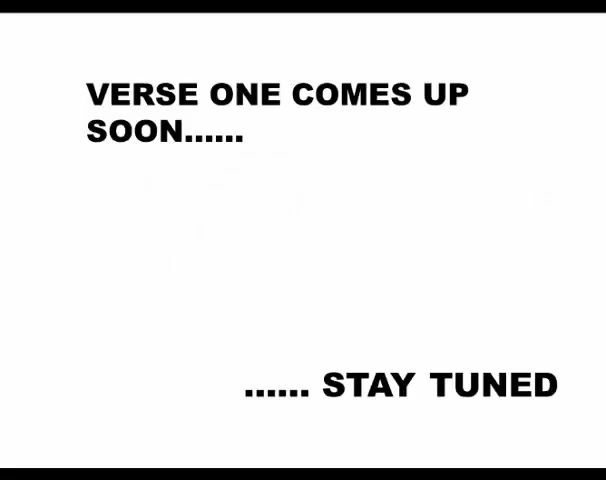 VERSE ONE COMES UP
SOON......
...... STAY TUNED